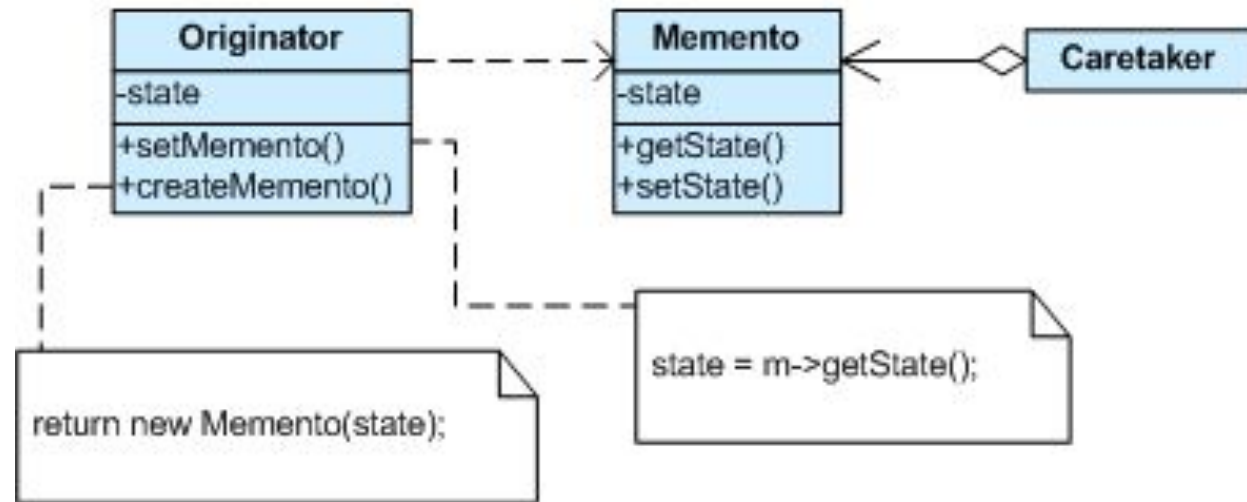 Originator
-state
+setMemento()
+createMemento()
Memento
-state
+getState()
+setState()
Caretaker
state = m->getState();
return new Memento(state);